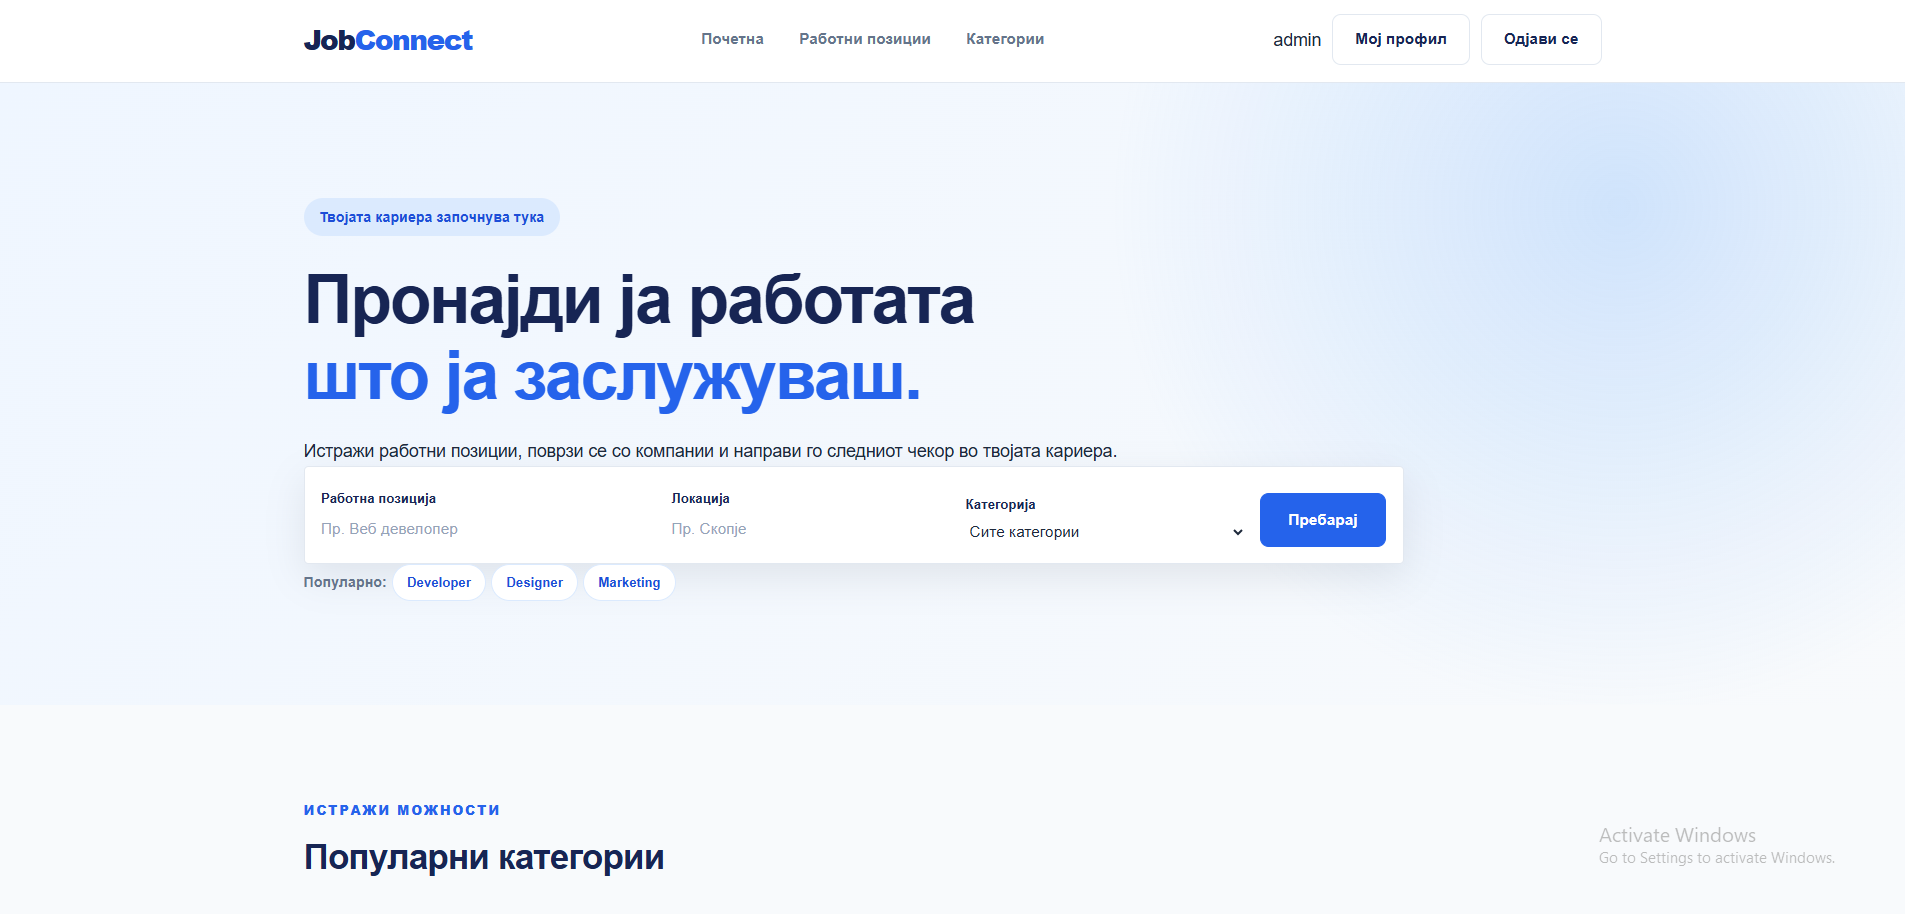 JobConnect
Почетна
Работни позиции
Категории
admin
Мој профил
Одјави се
Твојата кариера започнува тука
Пронајди ја работата
што ја заслужуваш.
Истражи работни позиции, поврзи се со компании и направи го следниот чекор во твојата кариера.
Работна позиција
Пр. Веб девелопер
Локација
Пр. Скопје
Категорија
Сите категории
Пребарај
Популарно:
Developer
Designer
Marketing
ИСТРАЖИ МОЖНОСТИ
Популарни категории
Activate Windows
Go to Settings to activate Windows.